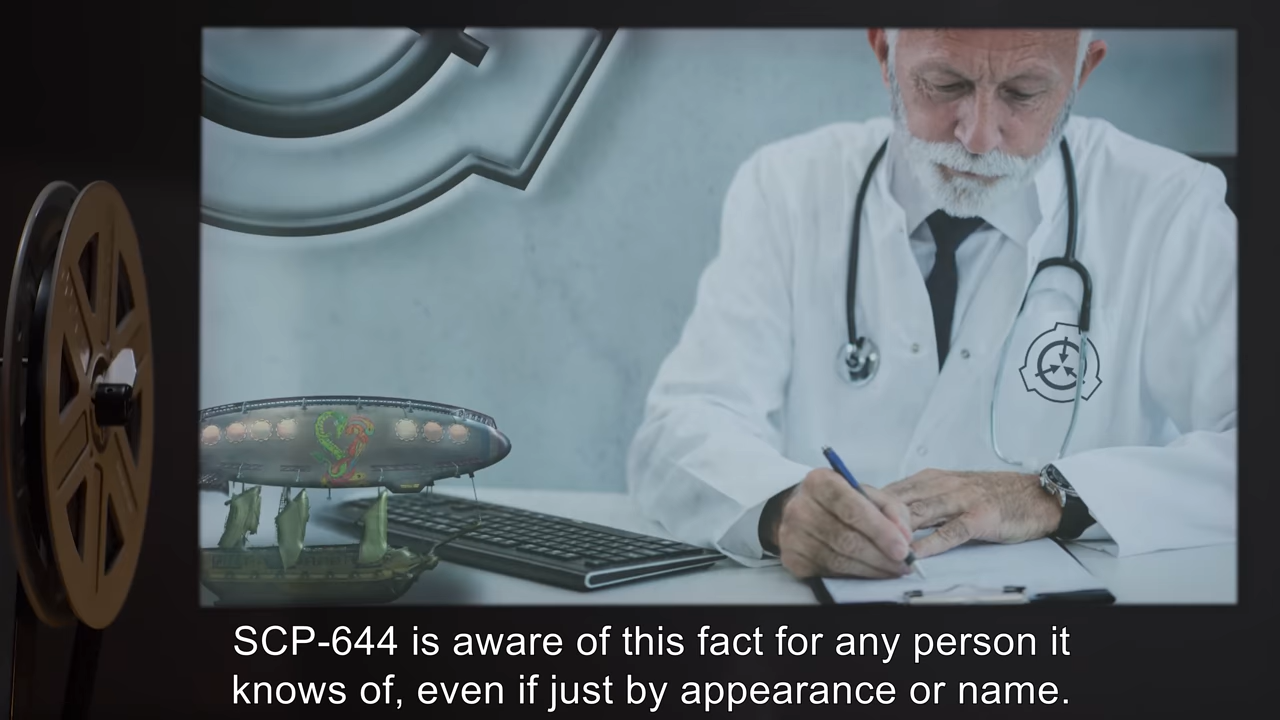 SCP-644 is aware of this fact for any person it
knows of, even if just by appearance or name.